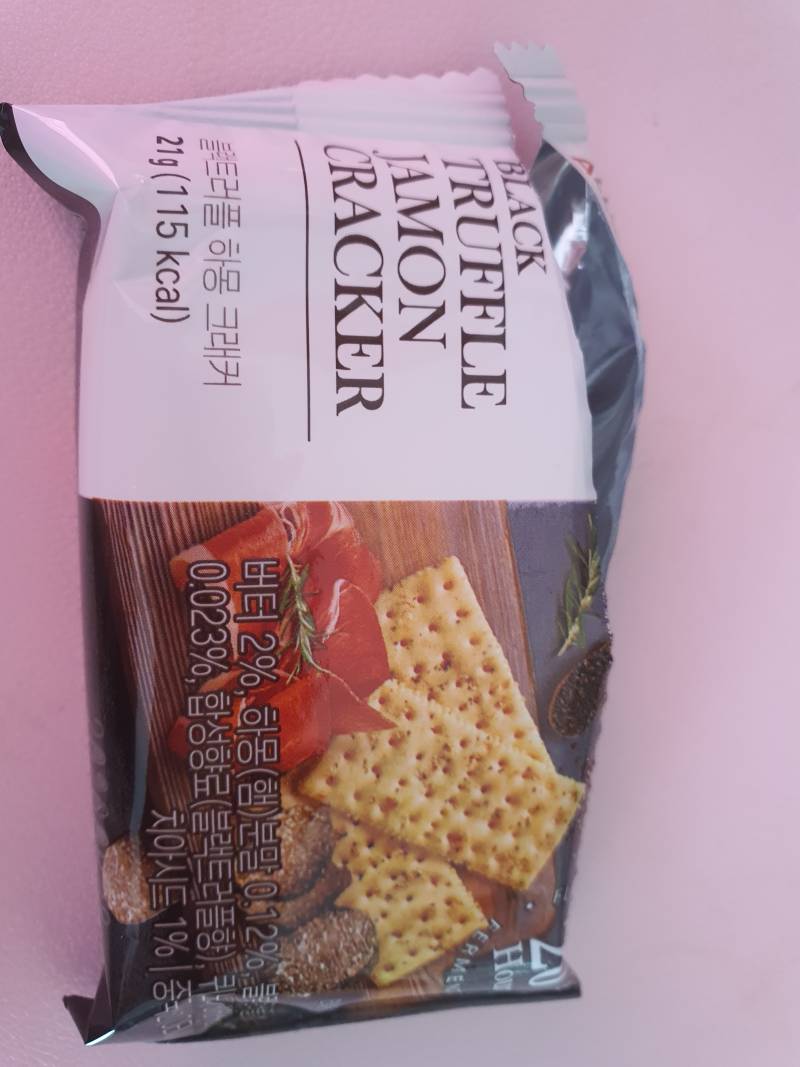 BLACK
TRUFFLE
JAMON
CRACKER
블랙트러플 하몽 크래커
21g (115 kcal)
20
버터 2%, 하몽(햄)분말 0.12%,
0.023%, 합성향료(블랙트러플향),
치아시드 1% |